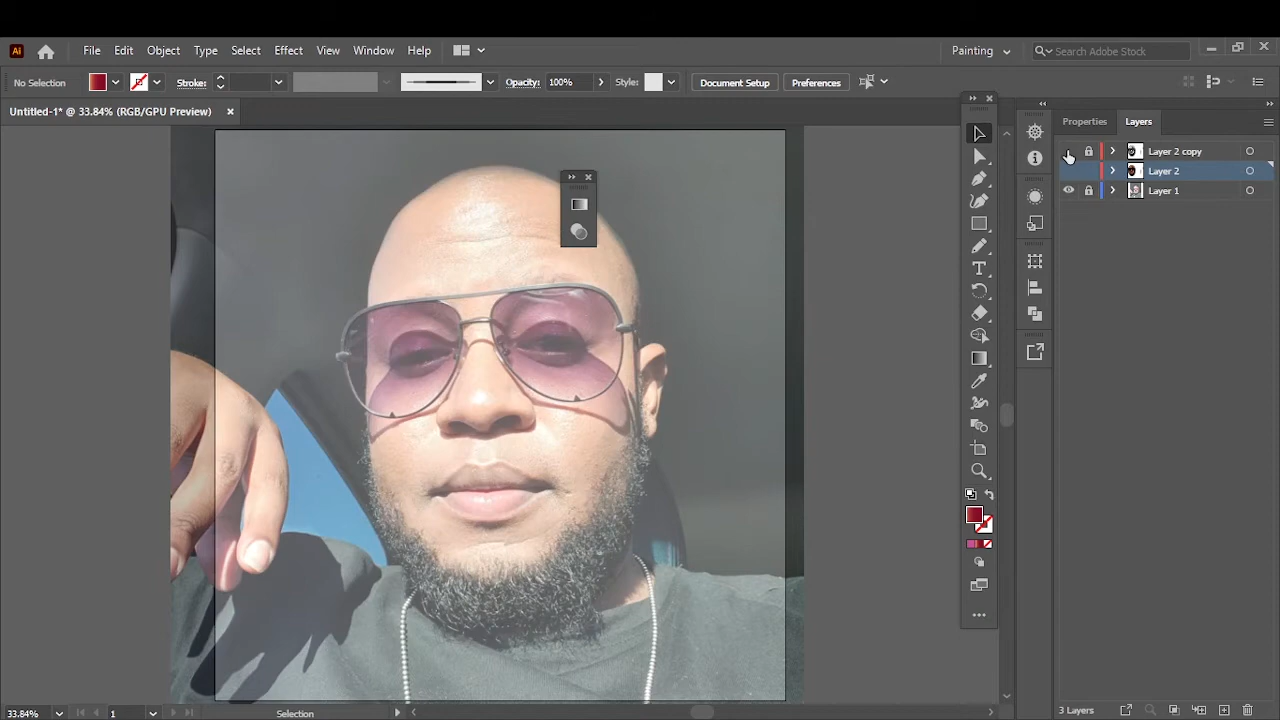 Ai File Edit Object Type Select Effect View Window Help Painting Search Adobe Stock
No Selection Stroke: Opacity: 100% Style: Document Setup Preferences
Untitled-1* @ 33.84% (RGB/GPU Preview)
Properties Layers
Layer 2 copy
Layer 2
Layer 1
T
33.84% 1 Selection 3 Layers